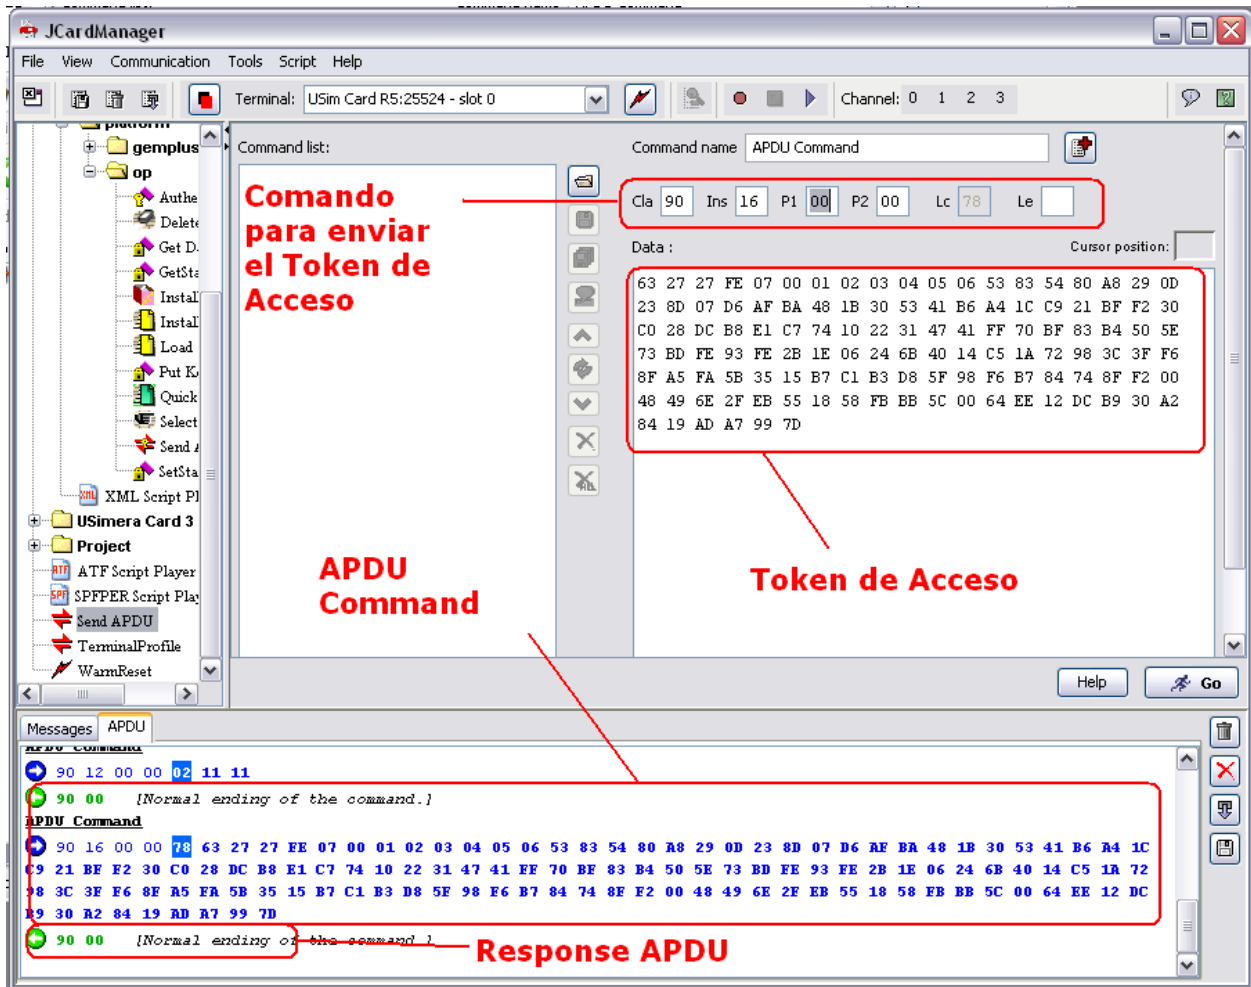 JCardManager
File View Communication Tools Script Help
Terminal: USim Card R5:25524 - slot 0 Channel: 0 1 2 3
platform
gemplus
op
Authe
Delete
Get D.
GetSta
Instal
Instal
Load
Put K
Quick
Select
Send A
SetSta
XML Script Pl
USimera Card 3
Project
ATF Script Player
SPFPER Script Play
Send APDU
TerminalProfile
WarmReset
Command list:
Comando
para enviar
el Token de
Acceso
APDU
Command
Command name APDU Command
Cla 90 Ins 16 P1 00 P2 00 Lc 78 Le
Data : Cursor position:
63 27 27 FE 07 00 01 02 03 04 05 06 53 83 54 80 A8 29 0D
23 8D 07 D6 AF BA 48 1B 30 53 41 B6 A4 1C C9 21 BF F2 30
C0 28 DC B8 E1 C7 74 10 22 31 47 41 FF 70 BF 83 B4 50 5E
73 BD FE 93 FE 2B 1E 06 24 6B 40 14 C5 1A 72 98 3C 3F F6
8F A5 FA 5B 35 15 B7 C1 B3 D8 5F 98 F6 B7 84 74 8F F2 00
48 49 6E 2F EB 55 18 58 FB BB 5C 00 64 EE 12 DC B9 30 A2
84 19 AD A7 99 7D
Token de Acceso
Help Go
Messages APDU
APDU Command
90 12 00 00 02 11 11
90 00 [Normal ending of the command.]
APDU Command
90 16 00 00 78 63 27 27 FE 07 00 01 02 03 04 05 06 53 83 54 80 A8 29 0D 23 8D 07 D6 AF BA 48 1B 30 53 41 B6 A4 1C
C9 21 BF F2 30 C0 28 DC B8 E1 C7 74 10 22 31 47 41 FF 70 BF 83 B4 50 5E 73 BD FE 93 FE 2B 1E 06 24 6B 40 14 C5 1A 72
98 3C 3F F6 8F A5 FA 5B 35 15 B7 C1 B3 D8 5F 98 F6 B7 84 74 8F F2 00 48 49 6E 2F EB 55 18 58 FB BB 5C 00 64 EE 12 DC
B9 30 A2 84 19 AD A7 99 7D
90 00 [Normal ending of the command.]
Response APDU